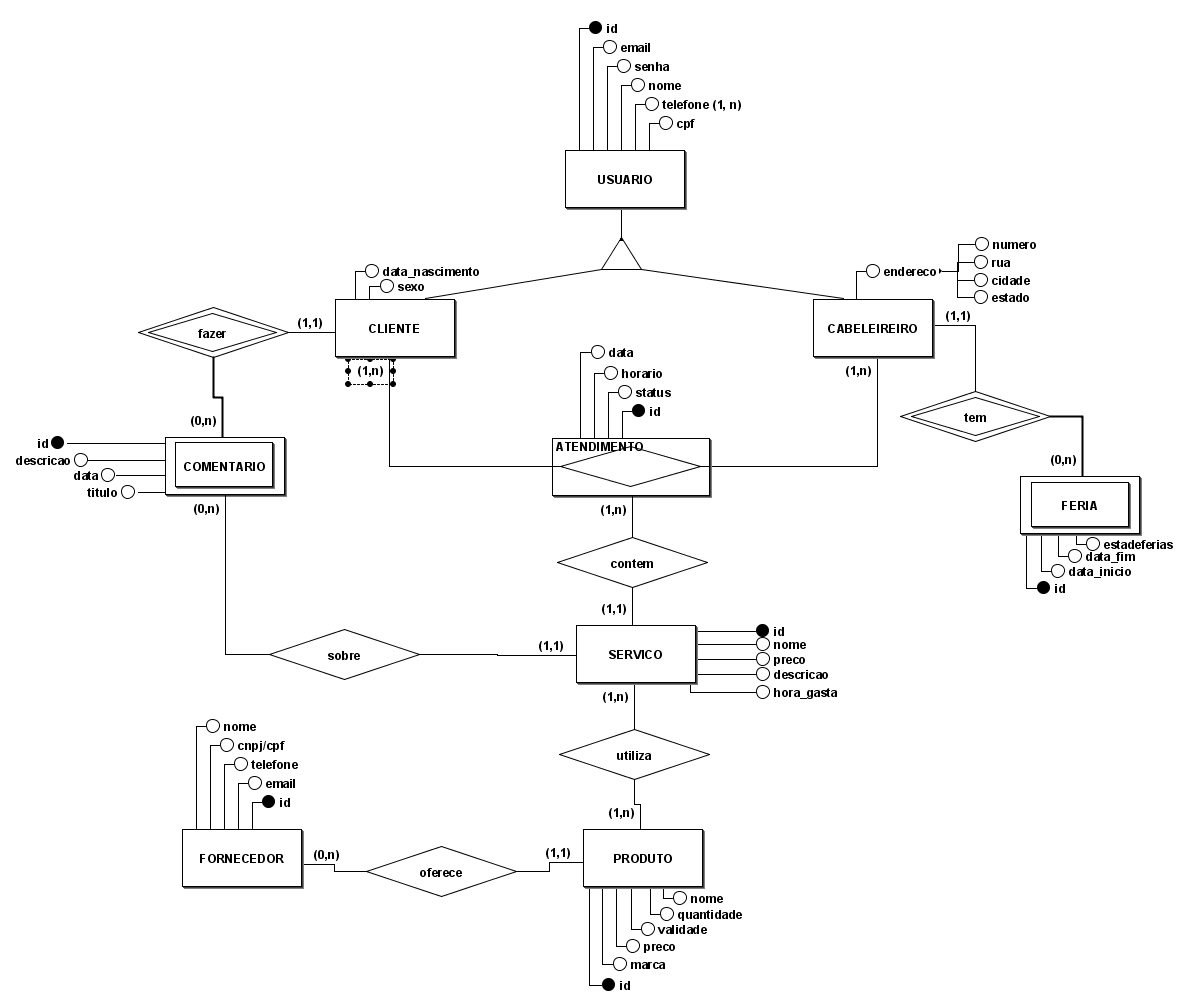 id
email
senha
nome
telefone (1, n)
cpf
USUARIO
numero
rua
cidade
estado
endereco
data_nascimento
sexo
(1,1)
(1,1)
fazer
CLIENTE
CABELEIREIRO
data
horario
status
id
(1,n)
(1,n)
(0,n)
tem
id
descricao
data
titulo
COMENTARIO
ATENDIMENTO
(0,n)
(0,n)
(1,n)
FERIA
estadeferias
data_fim
data_inicio
id
contem
(1,1)
(1,1)
sobre
SERVICO
id
nome
preco
descricao
hora_gasta
(1,n)
utiliza
nome
cnpj/cpf
telefone
email
id
(1,n)
FORNECEDOR
(0,n)
oferece
(1,1)
PRODUTO
nome
quantidade
validade
preco
marca
id